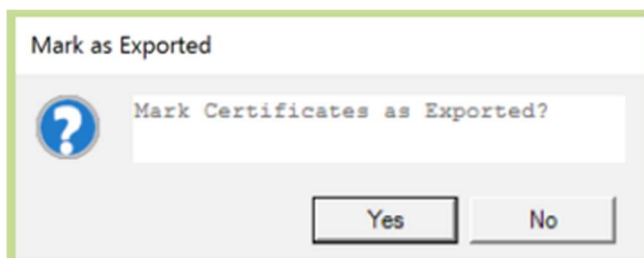 Mark as Exported
Mark Certificates as Exported?
Yes
No